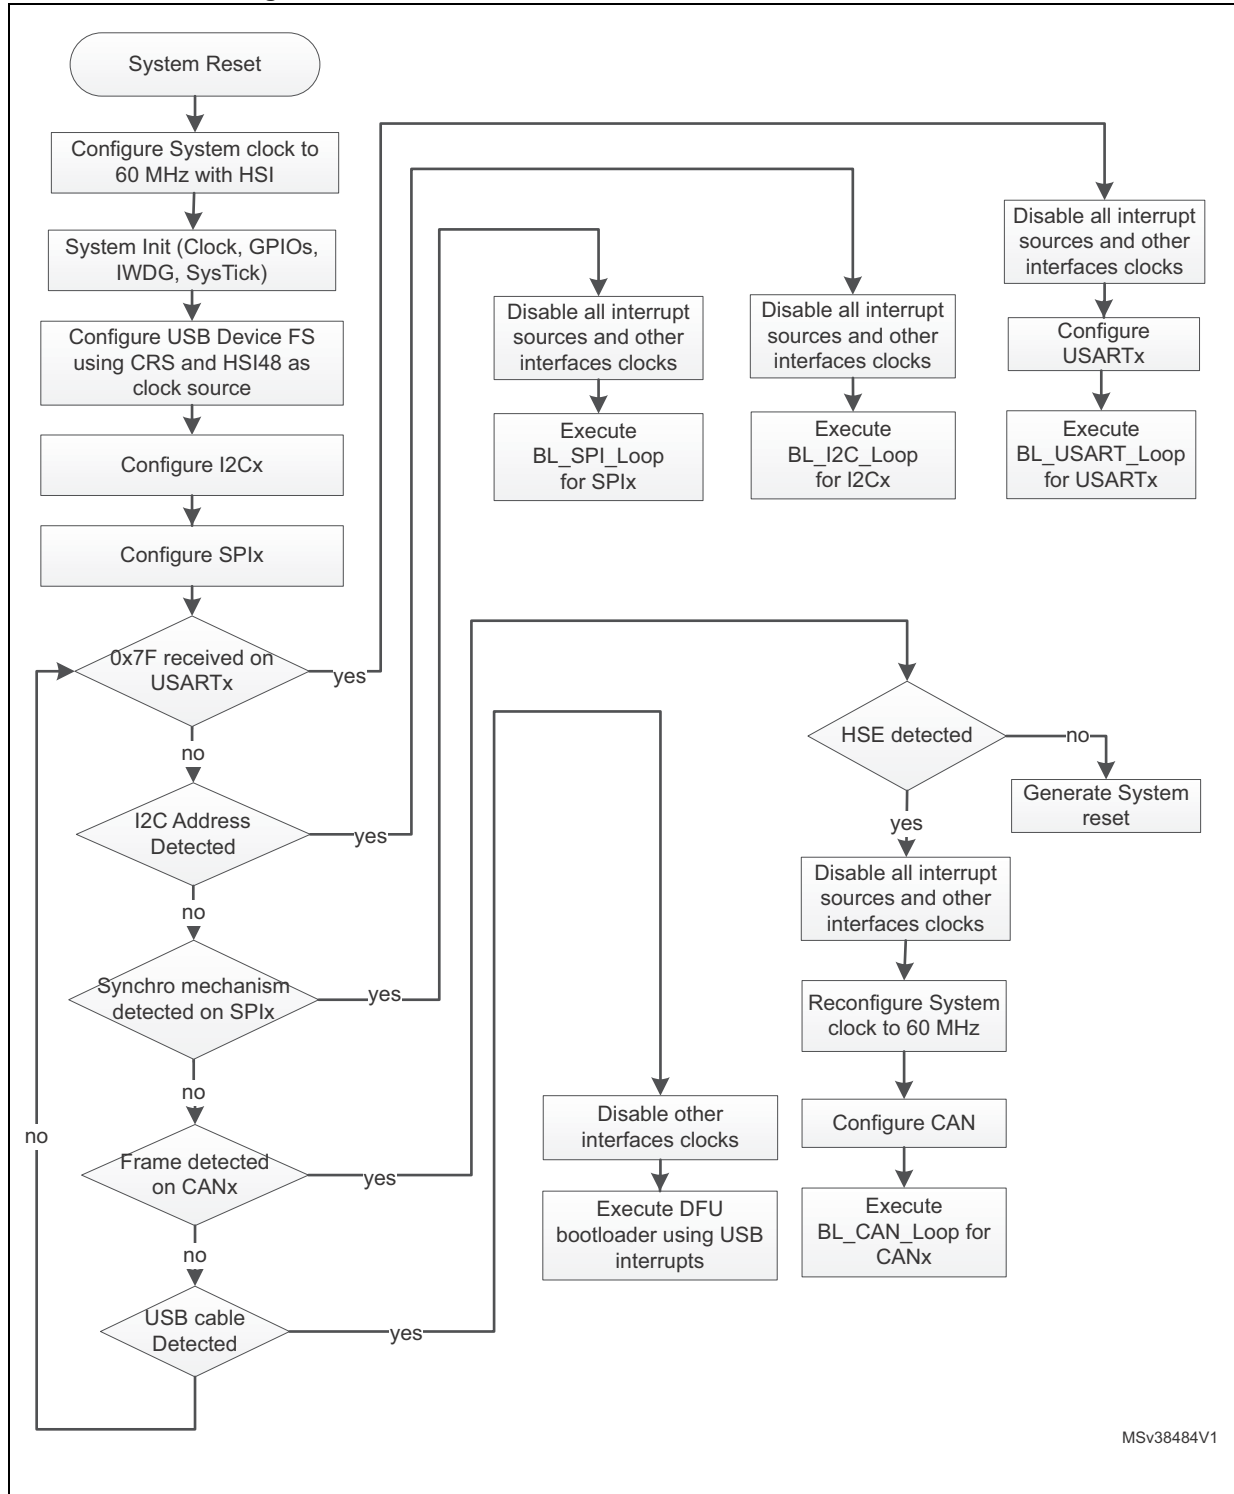 System Reset
Configure System clock to
60 MHz with HSI
System Init (Clock, GPIOs,
IWDG, SysTick)
Configure USB Device FS
using CRS and HSI48 as
clock source
Configure I2Cx
Configure SPIx
0x7F received on
USARTx
yes
no
I2C Address
Detected
yes
no
Synchro mechanism
detected on SPIx
yes
no
Frame detected
on CANx
yes
no
USB cable
Detected
yes
no
Disable all interrupt
sources and other
interfaces clocks
Execute
BL_SPI_Loop
for SPIx
Disable all interrupt
sources and other
interfaces clocks
Execute
BL_I2C_Loop
for I2Cx
Disable all interrupt
sources and other
interfaces clocks
Configure
USARTx
Execute
BL_USART_Loop
for USARTx
HSE detected
no
Generate System
reset
yes
Disable all interrupt
sources and other
interfaces clocks
Reconfigure System
clock to 60 MHz
Configure CAN
Execute
BL_CAN_Loop for
CANx
Disable other
interfaces clocks
Execute DFU
bootloader using USB
interrupts
MSv38484V1